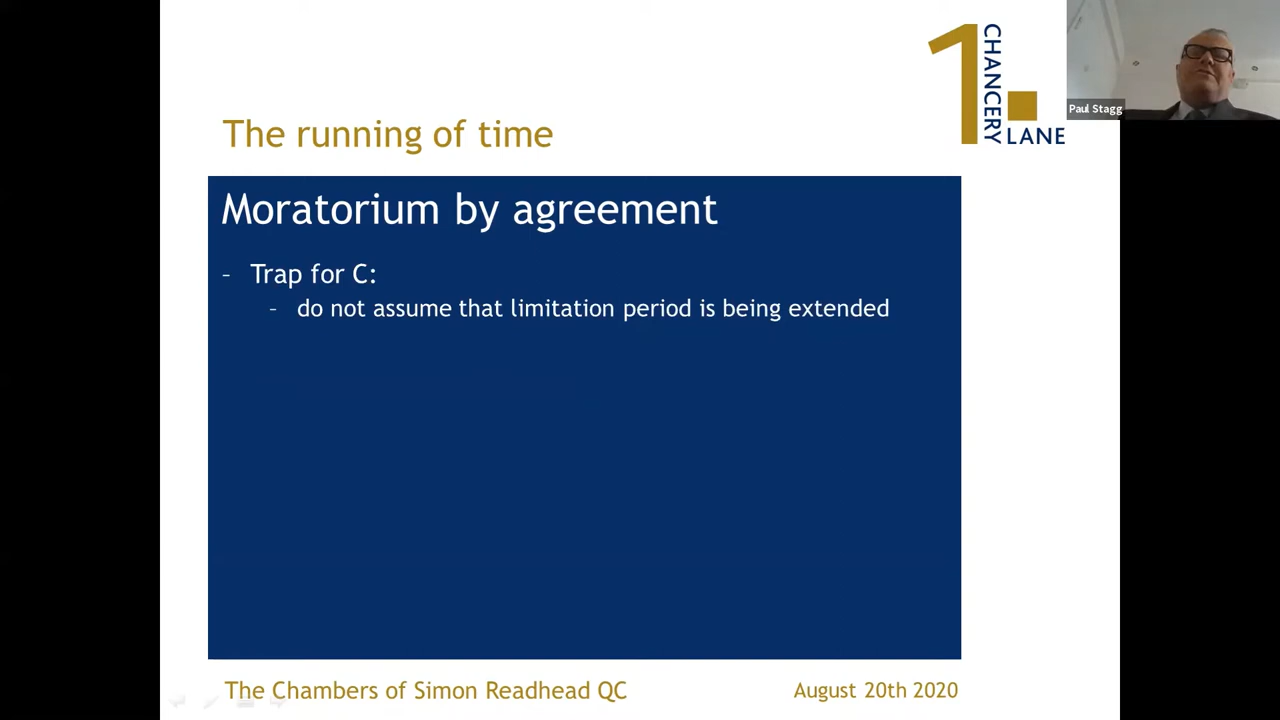 1 CHANCERY LANE
Paul Stagg
The running of time
Moratorium by agreement
- Trap for C:
- do not assume that limitation period is being extended
The Chambers of Simon Readhead QC
August 20th 2020